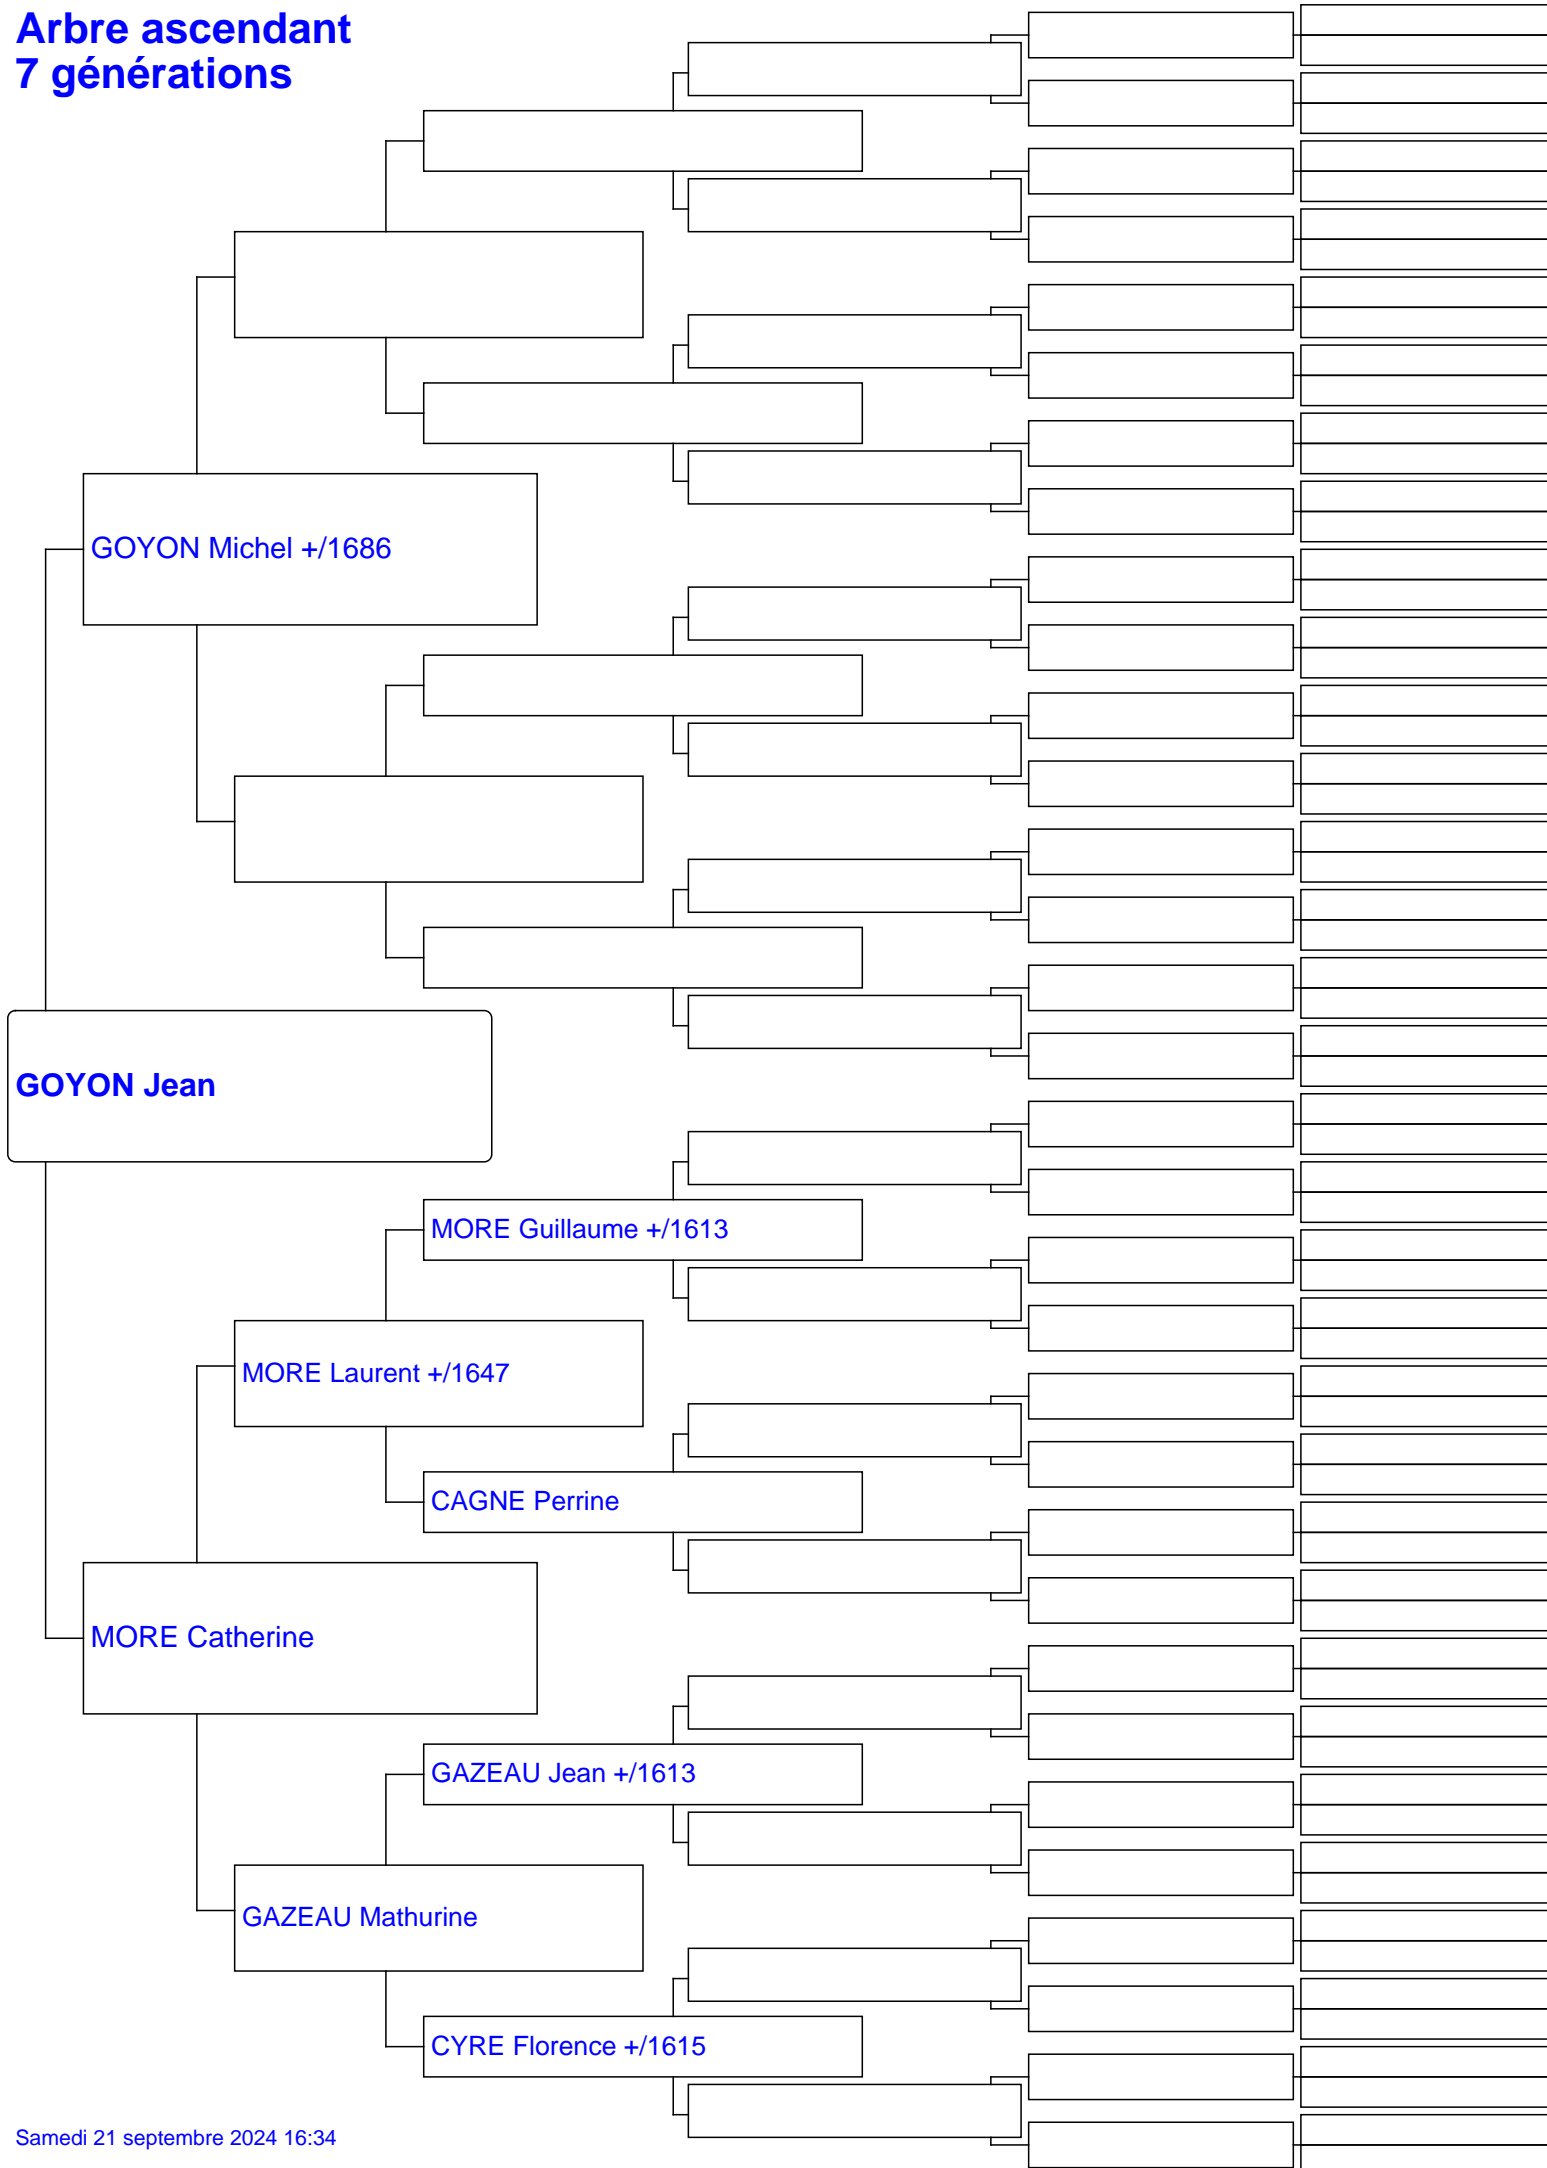 Arbre ascendant
7 générations
GOYON Michel +/1686
GOYON Jean
MORE Guillaume +/1613
MORE Laurent +/1647
CAGNE Perrine
MORE Catherine
GAZEAU Jean +/1613
GAZEAU Mathurine
CYRE Florence +/1615
Samedi 21 septembre 2024 16:34